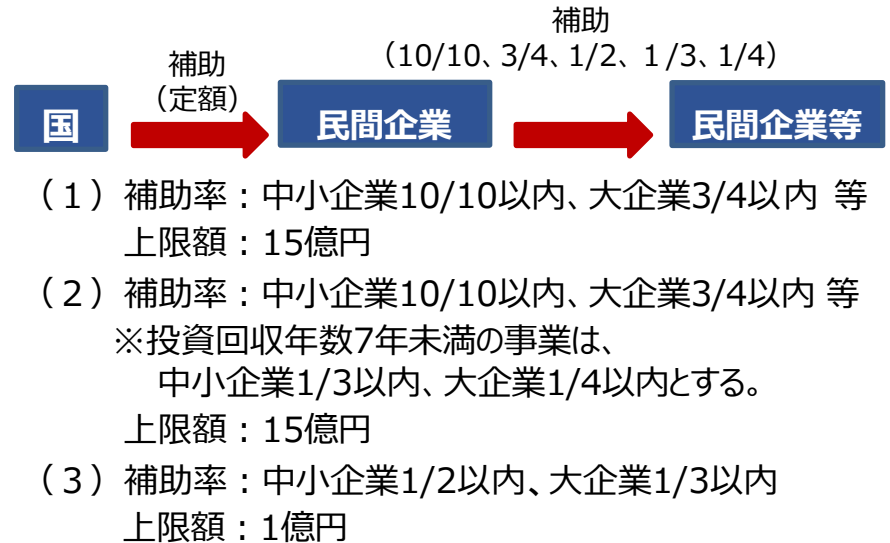 補助
(10/10、3/4、1/2、1/3、1/4)
補助
(定額)
国
民間企業
民間企業等
(1)補助率:中小企業10/10以内、大企業3/4以内 等
上限額:15億円
(2)補助率:中小企業10/10以内、大企業3/4以内 等
※投資回収年数7年未満の事業は、
中小企業1/3以内、大企業1/4以内とする。
上限額:15億円
(3)補助率:中小企業1/2以内、大企業1/3以内
上限額:1億円